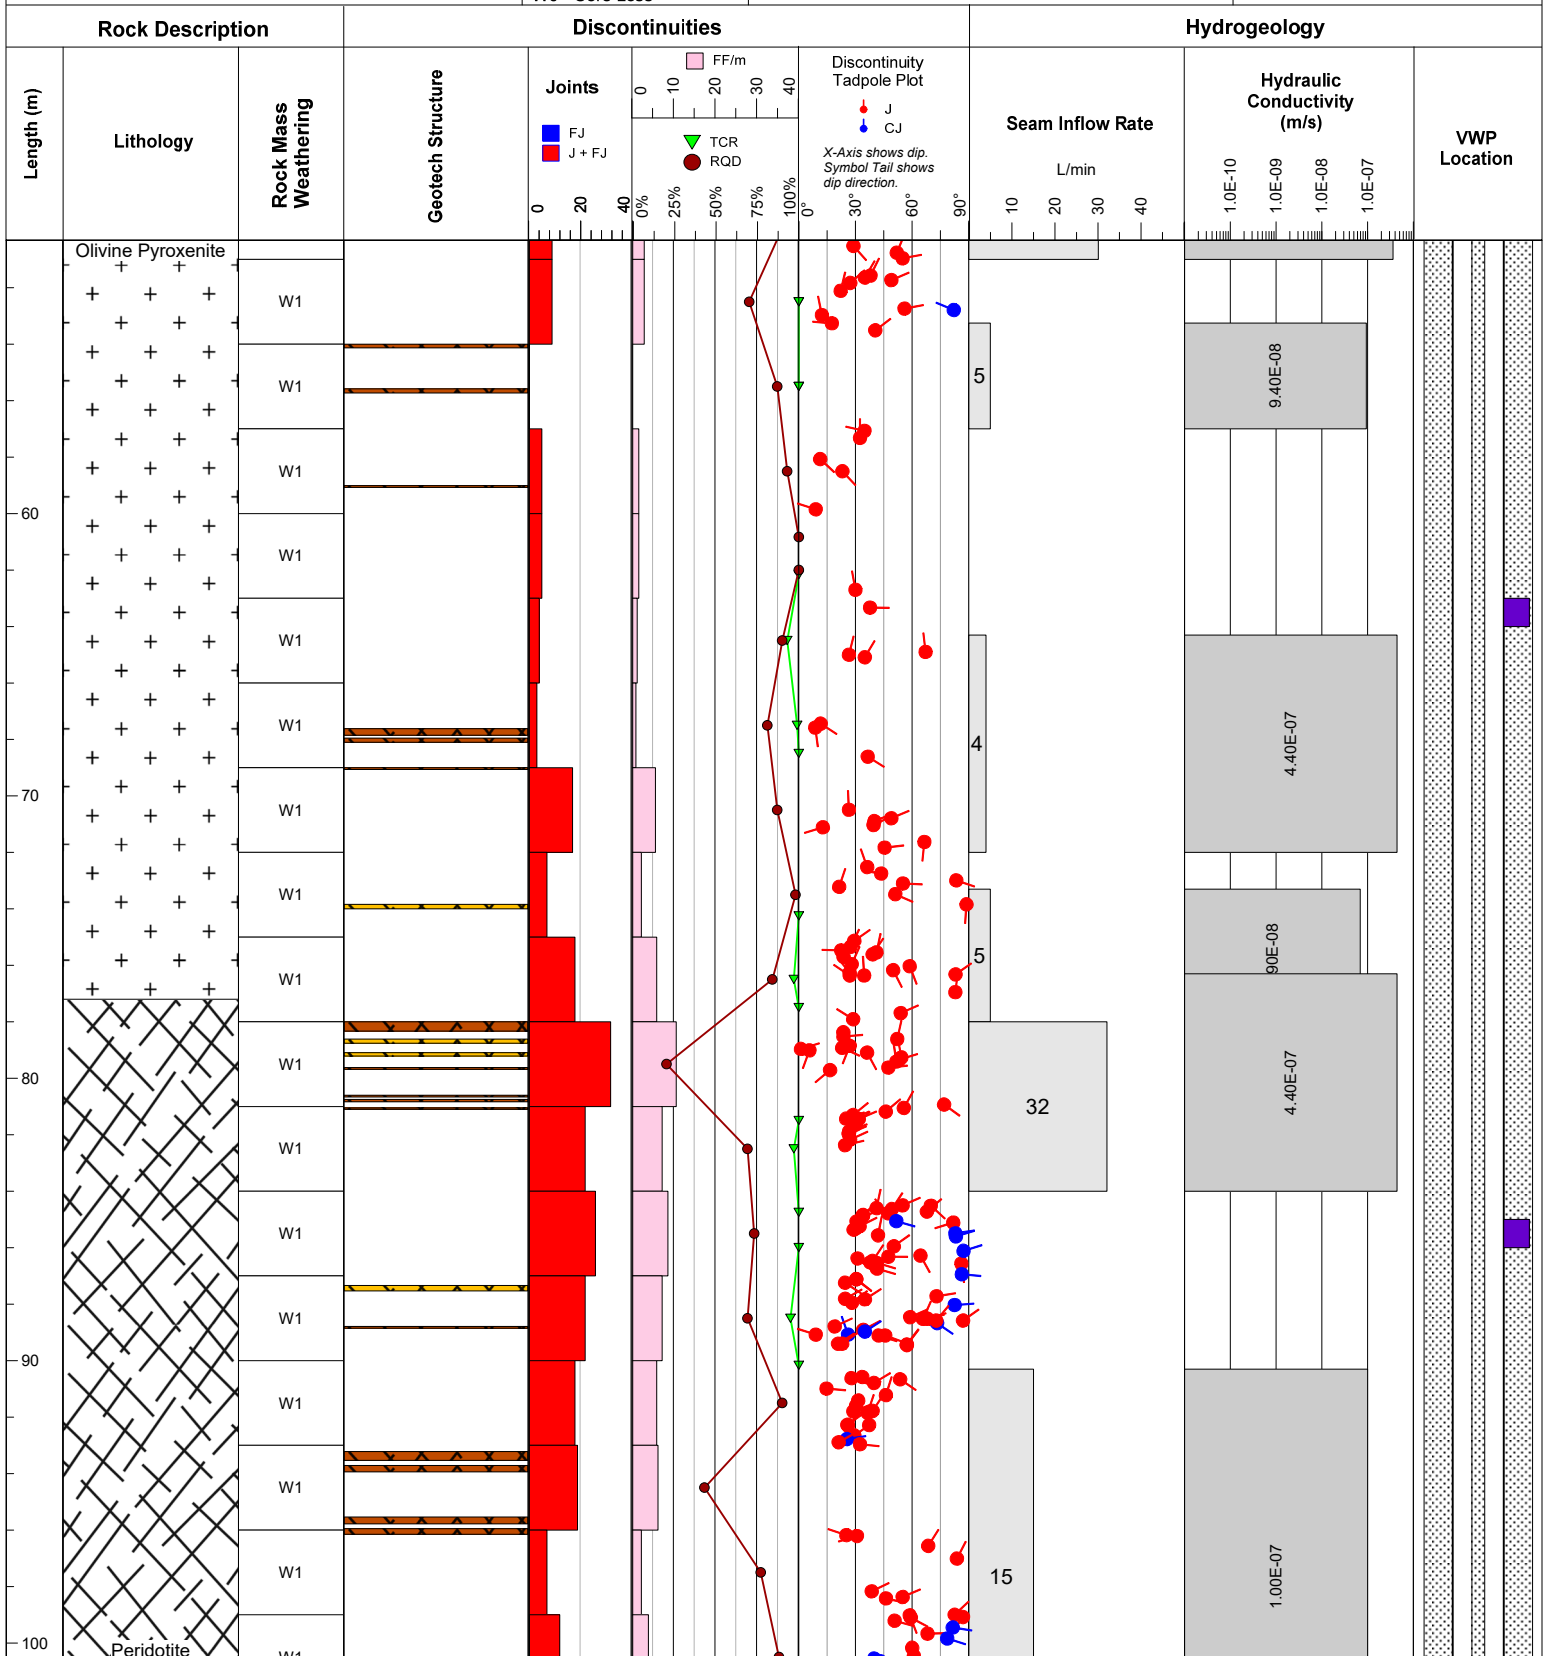 Rock Description
Discontinuities
Hydrogeology
Length (m)
Lithology
Rock Mass
Weathering
Geotech Structure
Joints
FJ
J + FJ
0
20
40
FF/m
0
10
20
30
40
TCR
RQD
0%
25%
50%
75%
100%
Discontinuity
Tadpole Plot
J
CJ
X-Axis shows dip.
Symbol Tail shows
dip direction.
0°
30°
60°
90°
Seam Inflow Rate
L/min
10
20
30
40
Hydraulic
Conductivity
(m/s)
1.0E-10
1.0E-09
1.0E-08
1.0E-07
VWP
Location
Olivine Pyroxenite
W1
W1
5
9.40E-08
W1
60
W1
W1
W1
4
4.40E-07
70
W1
W1
5
90E-08
W1
80
W1
32
4.40E-07
W1
W1
W1
90
W1
W1
W1
15
1.00E-07
100
Peridotite
W1